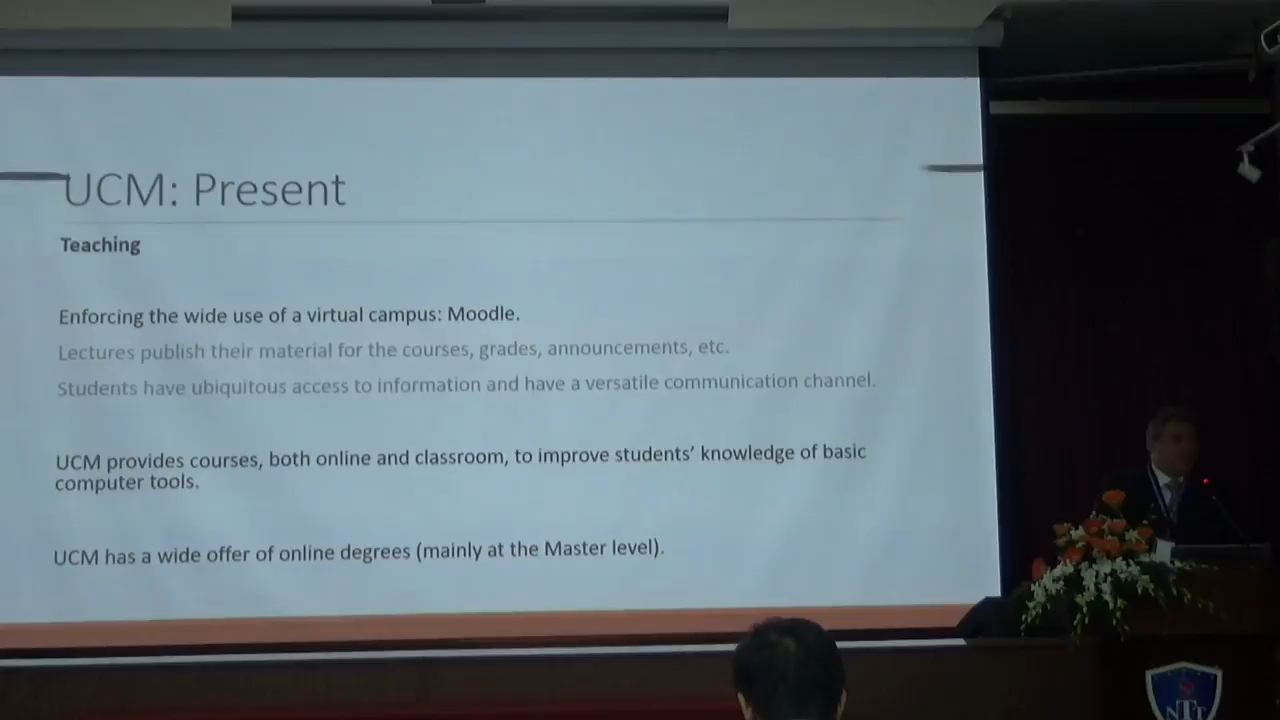 UCM: Present
Teaching
Enforcing the wide use of a virtual campus: Moodle.
Lectures publish their material for the courses, grades, announcements, etc.
Students have ubiquitous access to information and have a versatile communication channel.
UCM provides courses, both online and classroom, to improve students’ knowledge of basic
computer tools.
UCM has a wide offer of online degrees (mainly at the Master level).
NTT